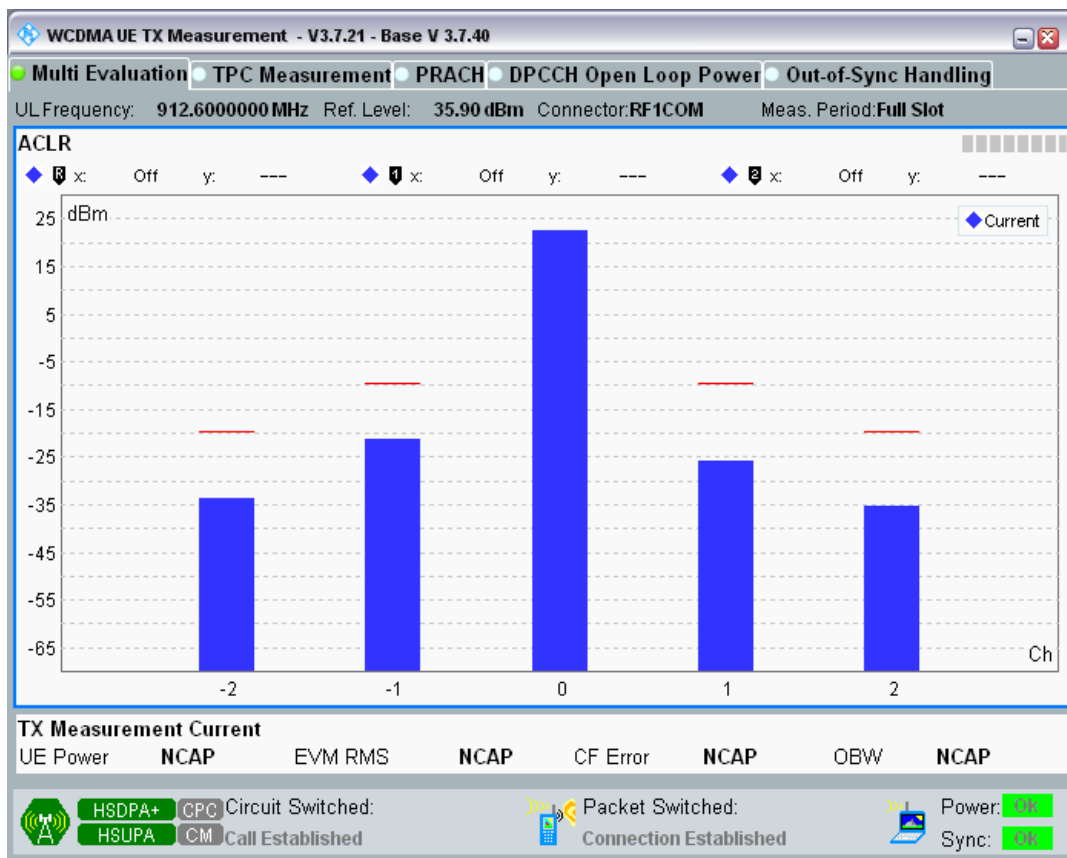 WCDMA UE TX Measurement - V3.7.21 - Base V 3.7.40
Multi Evaluation TPC Measurement PRACH DPCCH Open Loop Power Out-of-Sync Handling
UL Frequency: 912.6000000 MHz Ref. Level: 35.90 dBm Connector:RF1COM Meas. Period:Full Slot
ACLR
R x: Off y: --- 1 x: Off y: --- 2 x: Off y: ---
dBm
Current
25
15
5
-5
-15
-25
-35
-45
-55
-65
Ch
-2 -1 0 1 2
TX Measurement Current
UE Power NCAP EVM RMS NCAP CF Error NCAP OBW NCAP
HSDPA+ CPC Circuit Switched: Packet Switched: Power: Ok
HSUPA CM Call Established Connection Established Sync: Ok